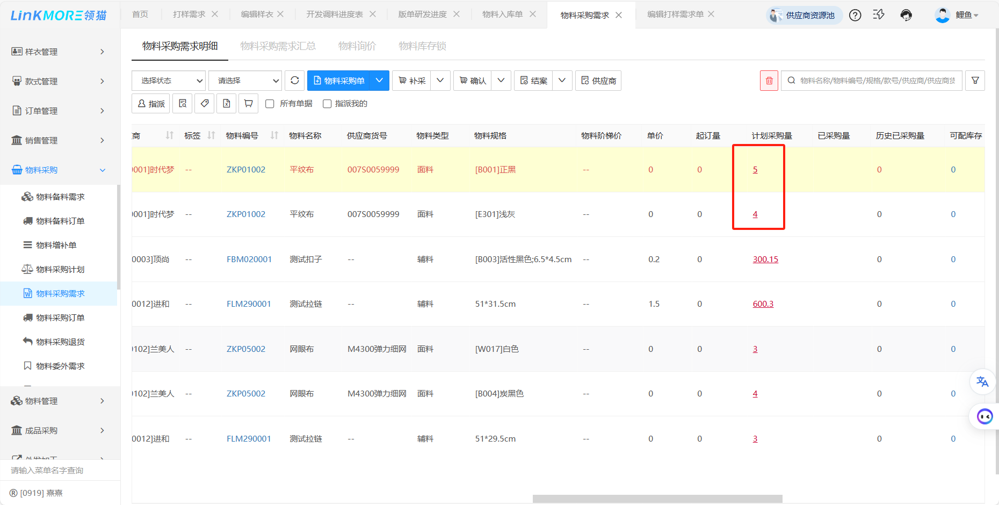 LinKMORE领猫
首页
打样需求
编辑样衣
开发调料进度表
版单研发进度
物料入库单
物料采购需求
编辑打样需求单
供应商资源池
鲤鱼
样衣管理
款式管理
订单管理
销售管理
物料采购
物料备料需求
物料备料订单
物料增补单
物料采购计划
物料采购需求
物料采购订单
物料采购退货
物料委外需求
物料管理
成品采购
外发加工
请输入菜单名字查询
® [0919] 熹熹
物料采购需求明细 物料采购需求汇总 物料询价 物料库存锁
选择状态 请选择 物料采购单 补采 确认 结案 供应商
物料名称/物料编号/规格/款号/供应商/供应商货
指派 所有单据 指派我的
商 标签 物料编号 物料名称 供应商货号 物料类型 物料规格 物料阶梯价 单价 起订量 计划采购量 已采购量 历史已采购量 可配库存
0001]时代梦 -- ZKP01002 平纹布 007S0059999 面料 [B001]正黑 -- 0 0 5 0 0
0001]时代梦 -- ZKP01002 平纹布 007S0059999 面料 [E301]浅灰 -- 0 0 4 0 0
0003]顶尚 -- FBM020001 测试扣子 -- 辅料 [B003]活性黑色;6.5*4.5cm -- 0.2 0 300.15 0 0
0012]进和 -- FLM290001 测试拉链 -- 辅料 51*31.5cm -- 1.5 0 600.3 0 0
0102]兰美人 -- ZKP05002 网眼布 M4300弹力细网 面料 [W017]白色 -- 0 0 3 0 0
0102]兰美人 -- ZKP05002 网眼布 M4300弹力细网 面料 [B004]炭黑色 -- 0 0 4 0 0
0012]进和 -- FLM290001 测试拉链 -- 辅料 51*29.5cm -- 0 0 3 0 0